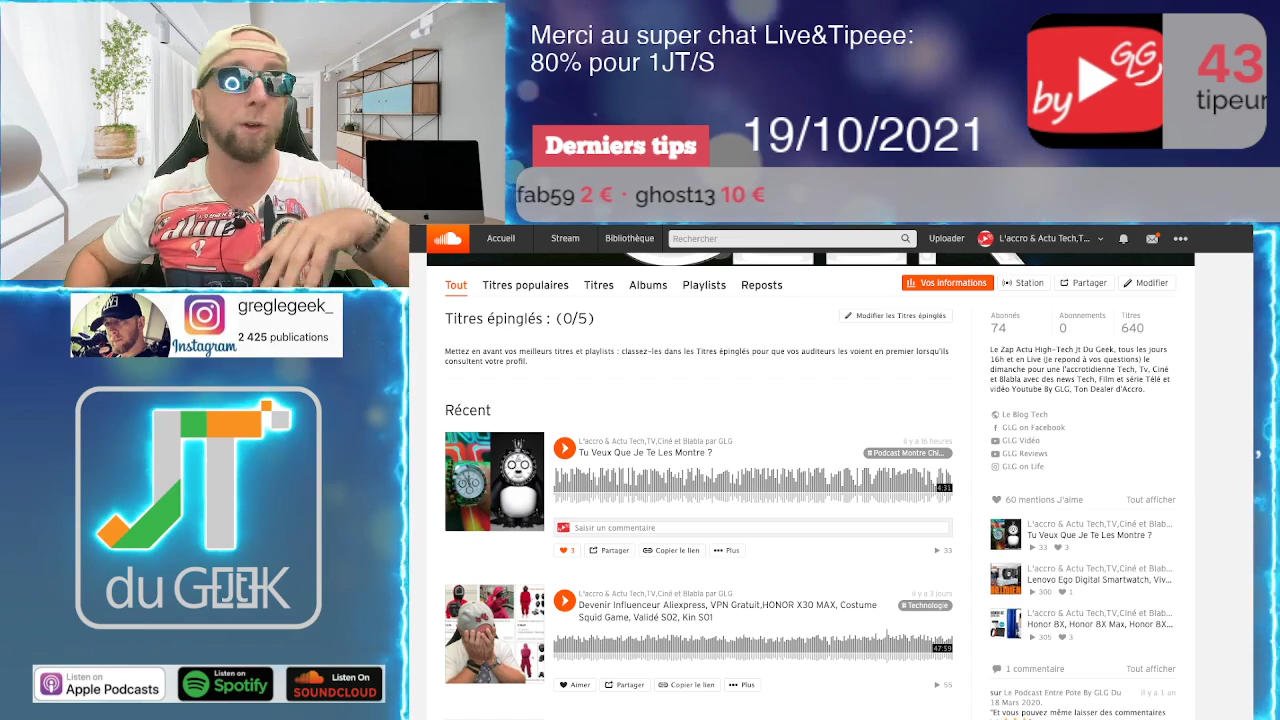 Merci au super chat Live&Tipeee:
80% pour 1JT/S
by GLG
43
tipeur
Derniers tips
19/10/2021
fab59 2 € · ghost13 10 €
Accueil
Stream
Bibliothèque
Rechercher
Uploader
L'accro & Actu Tech,T...
Tout
Titres populaires
Titres
Albums
Playlists
Reposts
Vos informations
Station
Partager
Modifier
greglegeek_
Instagram
2 425 publications
Titres épinglés : (0/5)
Modifier les Titres épinglés
Mettez en avant vos meilleurs titres et playlists : classez-les dans les Titres épinglés pour que vos auditeurs les voient en premier lorsqu'ils
consultent votre profil.
Récent
L'accro & Actu Tech,TV,Ciné et Blabla par GLG
il y a 16 heures
Tu Veux Que Je Te Les Montre ?
# Podcast Montre Chi...
4:31
Saisir un commentaire
3
Partager
Copier le lien
Plus
33
L'accro & Actu Tech,TV,Ciné et Blabla par GLG
il y a 3 jours
Devenir Influenceur Aliexpress, VPN Gratuit,HONOR X30 MAX, Costume
Squid Game, Validé S02, Kin S01
# Technologie
47:59
Aimer
Partager
Copier le lien
Plus
55
Abonnés
74
Abonnements
0
Titres
640
Le Zap Actu High-Tech Jt Du Geek, tous les jours
16h et en Live (Je repond à vos questions) le
dimanche pour une l'accrotidienne Tech, Tv, Ciné
et Blabla avec des news Tech, Film et série Télé et
vidéo Youtube By GLG, Ton Dealer d'Accro.
Le Blog Tech
GLG on Facebook
GLG Vidéo
GLG Reviews
GLG on Life
60 mentions J'aime
Tout afficher
L'accro & Actu Tech,TV,Ciné et Blab...
Tu Veux Que Je Te Les Montre ?
33 3
L'accro & Actu Tech,TV,Ciné et Blab...
Lenovo Ego Digital Smartwatch, Viv...
300 1
L'accro & Actu Tech,TV,Ciné et Blab...
Honor 8X, Honor 8X Max, Honor 8X...
305 3
1 commentaire
Tout afficher
sur Le Podcast Entre Pote By GLG Du
18 Mars 2020.
il y a 1 an
"Et vous pouvez même laisser des commentaires
JT
du GEEK
Listen on
Apple Podcasts
Listen on
Spotify
Listen On
SOUNDCLOUD